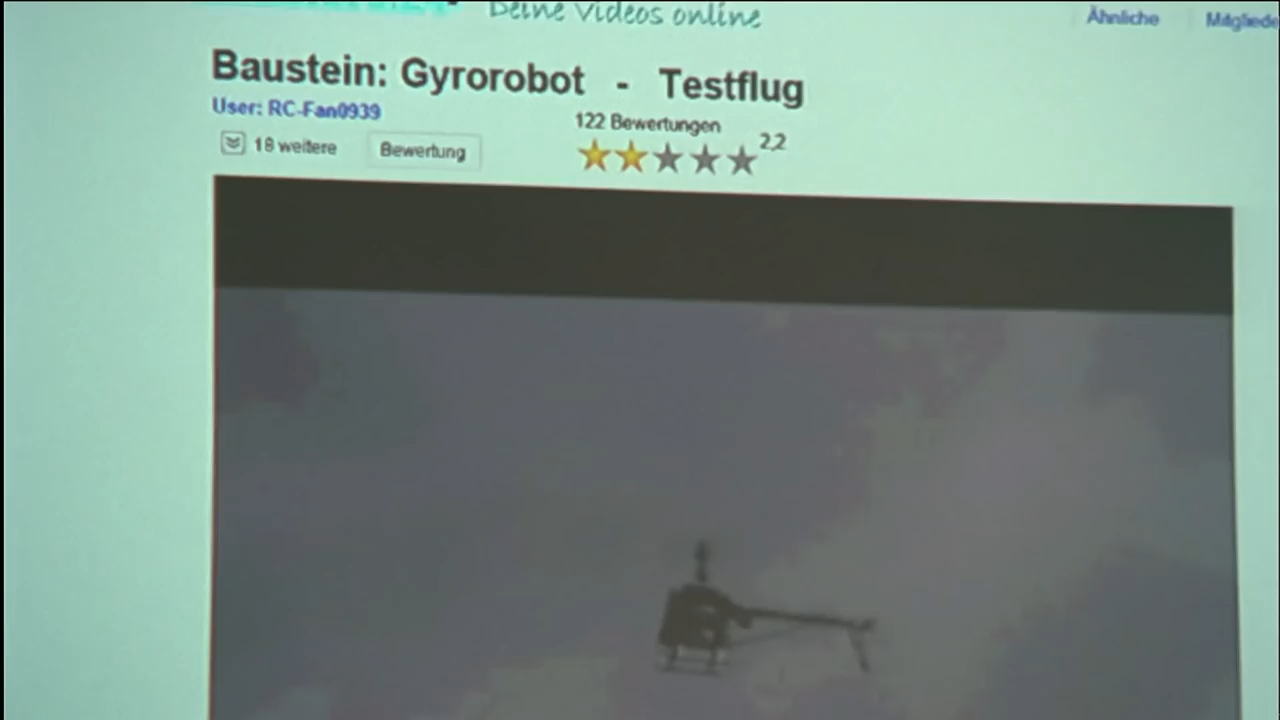 Deine Videos online
Ähnliche
Baustein: Gyrorobot - Testflug
User: RC-Fan0939
122 Bewertungen
18 weitere
Bewertung
2,2